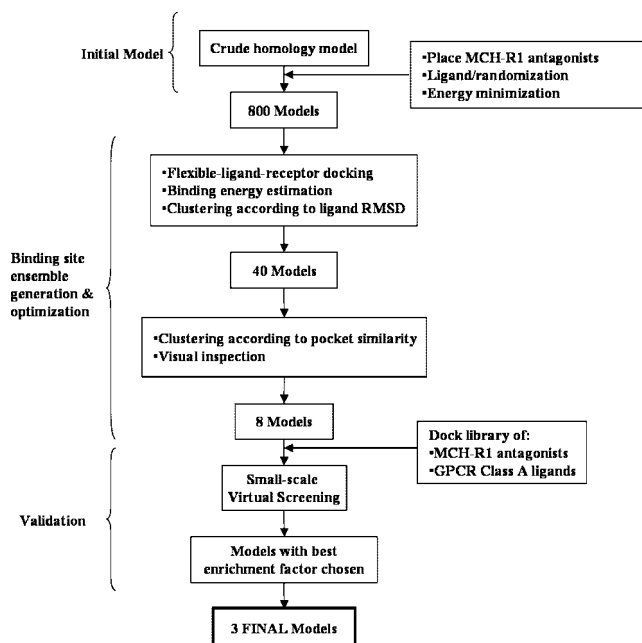 Initial Model
Crude homology model
▪Place MCH-R1 antagonists
▪Ligand/randomization
▪Energy minimization
800 Models
▪Flexible-ligand-receptor docking
▪Binding energy estimation
▪Clustering according to ligand RMSD
Binding site
ensemble
generation &
optimization
40 Models
▪Clustering according to pocket similarity
▪Visual inspection
8 Models
Dock library of:
▪MCH-R1 antagonists
▪GPCR Class A ligands
Validation
Small-scale
Virtual Screening
Models with best
enrichment factor chosen
3 FINAL Models